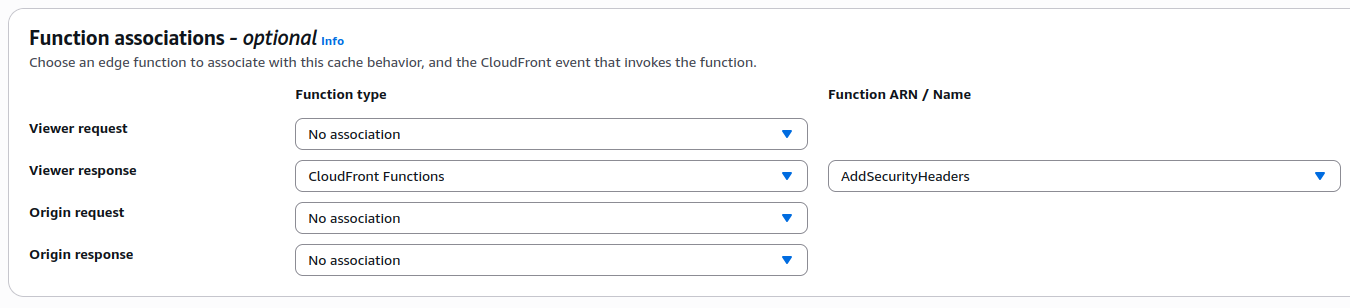 Function associations - optional Info
Choose an edge function to associate with this cache behavior, and the CloudFront event that invokes the function.
Function type Function ARN / Name
Viewer request No association
Viewer response CloudFront Functions AddSecurityHeaders
Origin request No association
Origin response No association